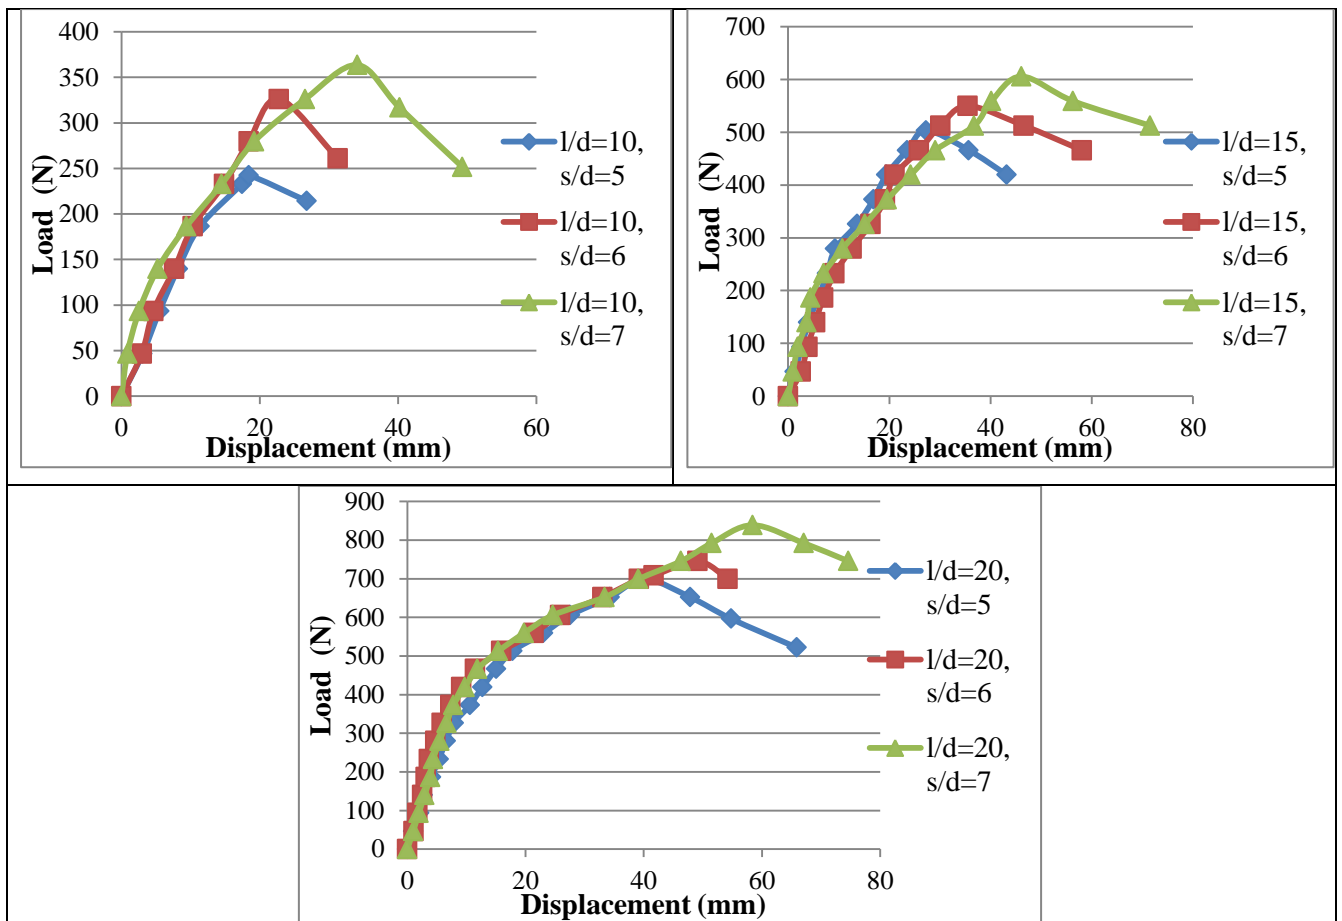 400
350
300
250
200
150
100
50
0
Load (N)
0 20 40 60
Displacement (mm)
l/d=10,
s/d=5
l/d=10,
s/d=6
l/d=10,
s/d=7
700
600
500
400
300
200
100
0
Load (N)
0 20 40 60 80
Displacement (mm)
l/d=15,
s/d=5
l/d=15,
s/d=6
l/d=15,
s/d=7
900
800
700
600
500
400
300
200
100
0
Load (N)
0 20 40 60 80
Displacement (mm)
l/d=20,
s/d=5
l/d=20,
s/d=6
l/d=20,
s/d=7